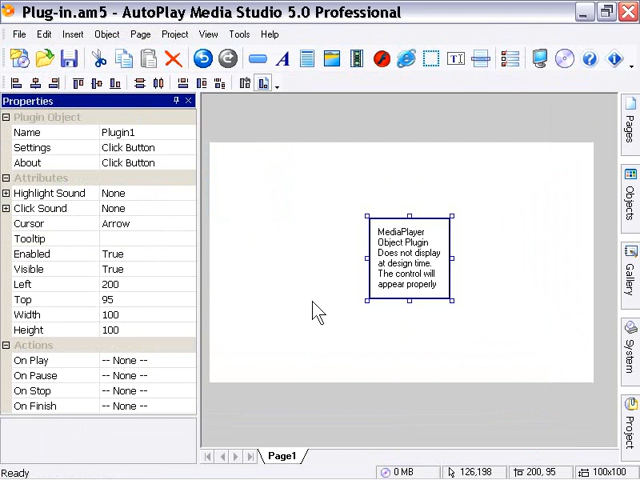 Plug-in.am5 - AutoPlay Media Studio 5.0 Professional
File Edit Insert Object Page Project View Tools Help
Properties
Plugin Object
Name Plugin1
Settings Click Button
About Click Button
Attributes
Highlight Sound None
Click Sound None
Cursor Arrow
Tooltip
Enabled True
Visible True
Left 200
Top 95
Width 100
Height 100
Actions
On Play -- None --
On Pause -- None --
On Stop -- None --
On Finish -- None --
MediaPlayer
Object Plugin
Does not display
at design time.
The control will
appear properly
Pages
Objects
Gallery
System
Project
Page1
Ready
0 MB
126,198
200, 95
100x100